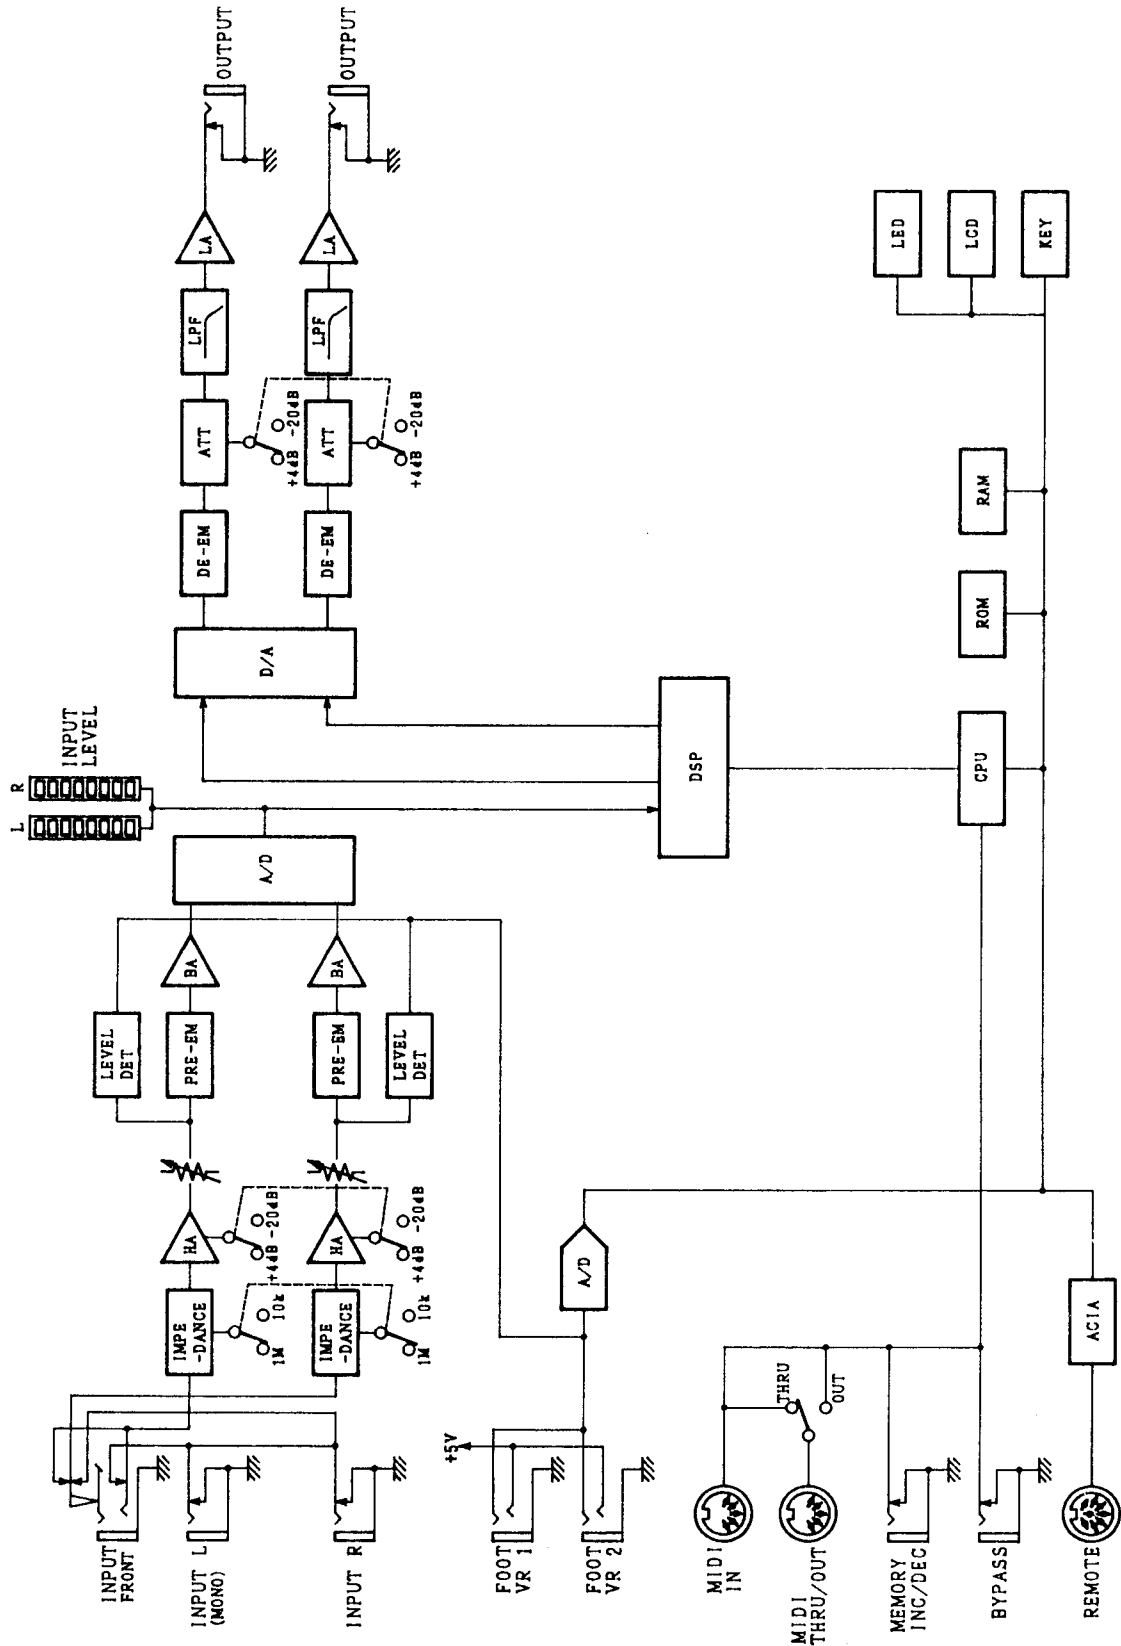 INPUT
FRONT
INPUT L
(MONO)
INPUT R
IMPE
-DANCE
1M
10k
IMPE
-DANCE
1M
10k
HA
+4dB
-20dB
HA
+4dB
-20dB
LEVEL
DET
PRE-EM
PRE-EM
LEVEL
DET
BA
BA
A/D
L
R
INPUT
LEVEL
D/A
DE-EM
DE-EM
ATT
+4dB
-20dB
ATT
+4dB
-20dB
LPF
LPF
LA
LA
OUTPUT
OUTPUT
FOOT
VR 1
FOOT
VR 2
+5V
A/D
DSP
MIDI
IN
MIDI
THRU/OUT
THRU
OUT
MEMORY
INC/DEC
BYPASS
REMOTE
ACIA
CPU
ROM
RAM
LED
LCD
KEY